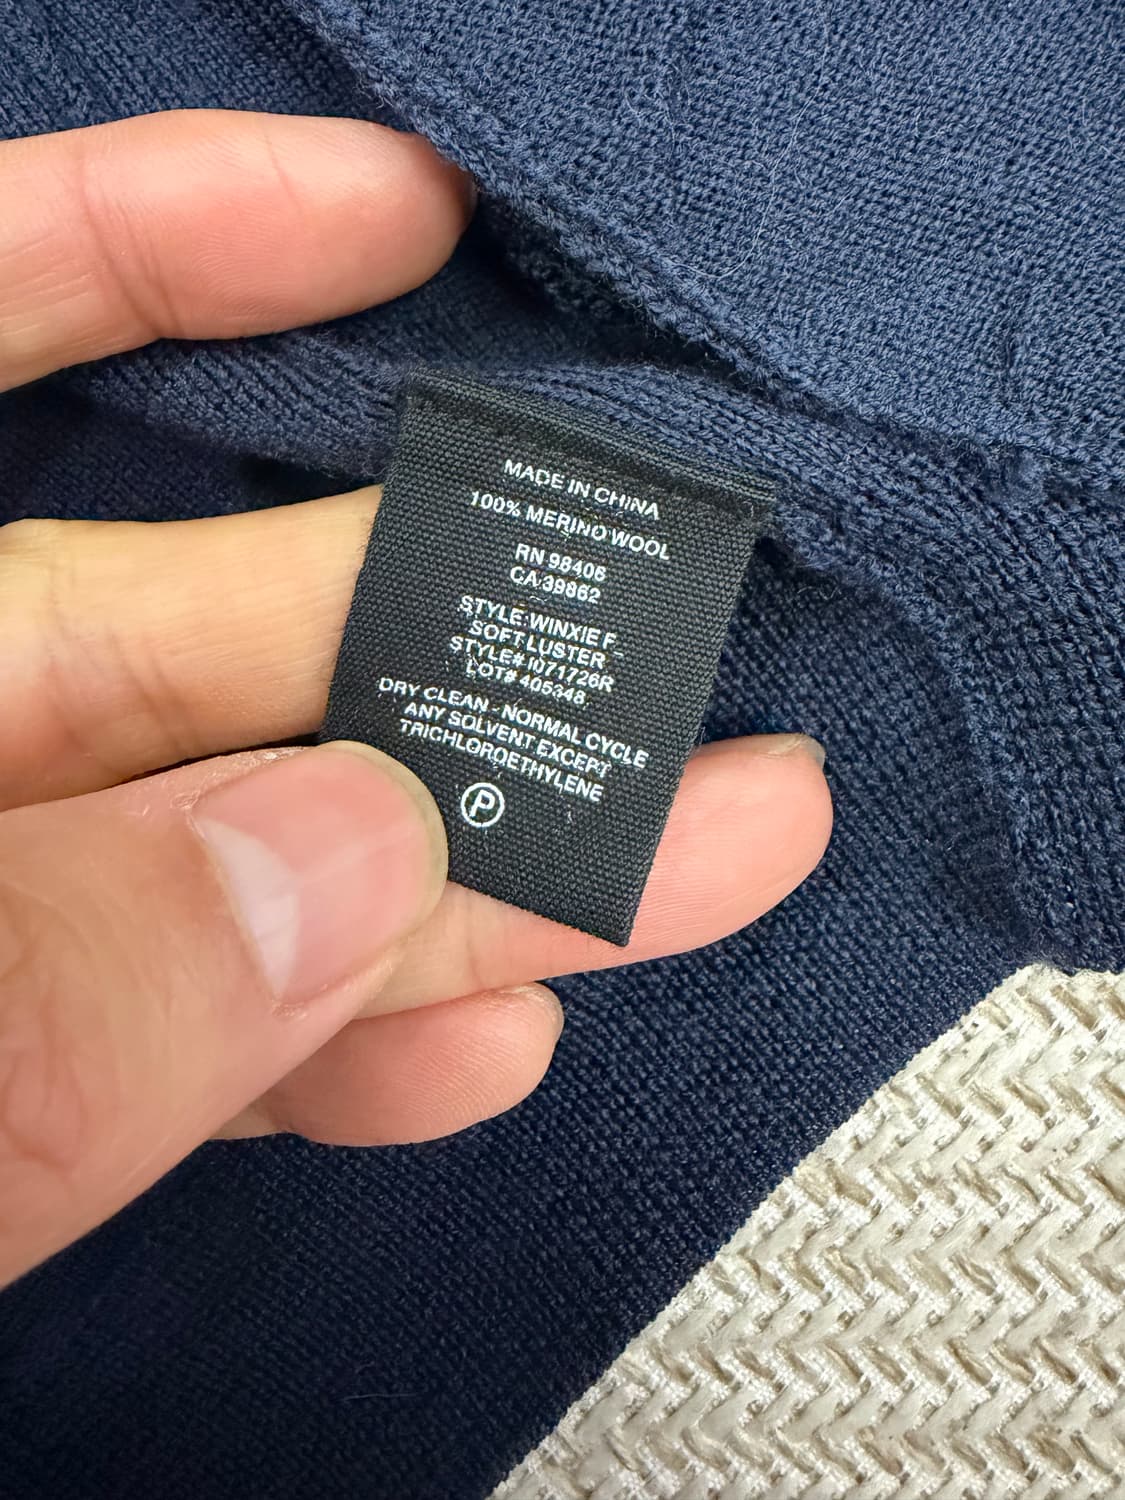 MADE IN CHINA
100% MERINO WOOL
RN 98406
CA 39862
STYLE: WINXIE F_
SOFT LUSTER
STYLE# I071726R
LOT# 405348
DRY CLEAN - NORMAL CYCLE
ANY SOLVENT EXCEPT
TRICHLOROETHYLENE
P